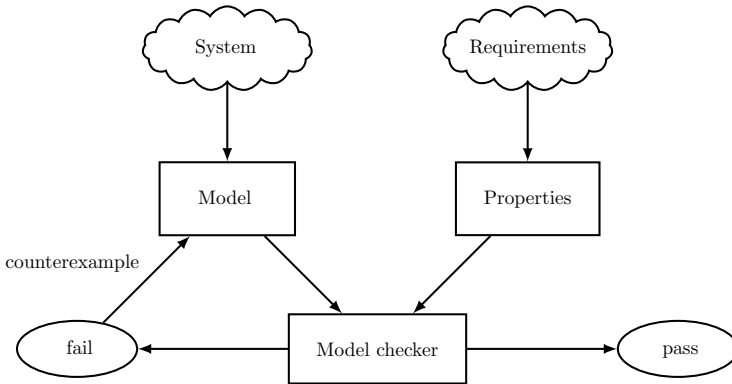 System
Requirements
Model
Properties
counterexample
fail
Model checker
pass